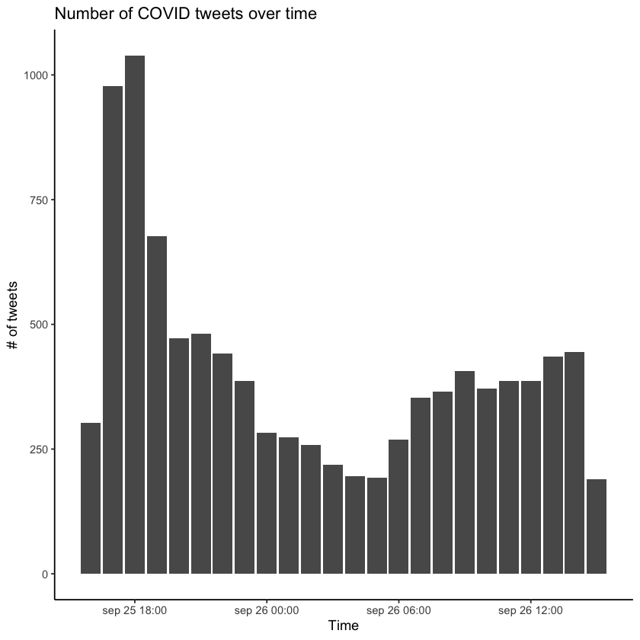 Number of COVID tweets over time
1000
750
500
250
0
# of tweets
sep 25 18:00
sep 26 00:00
sep 26 06:00
sep 26 12:00
Time